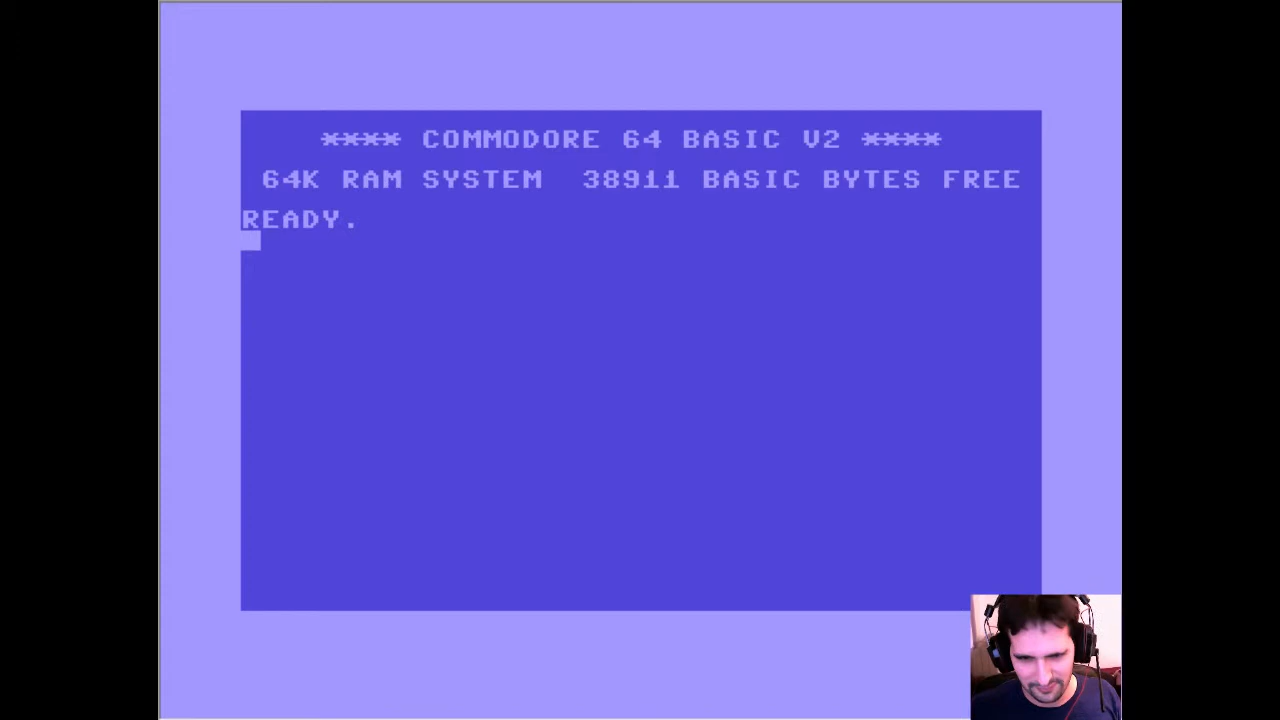 **** COMMODORE 64 BASIC V2 ****
64K RAM SYSTEM  38911 BASIC BYTES FREE
READY.